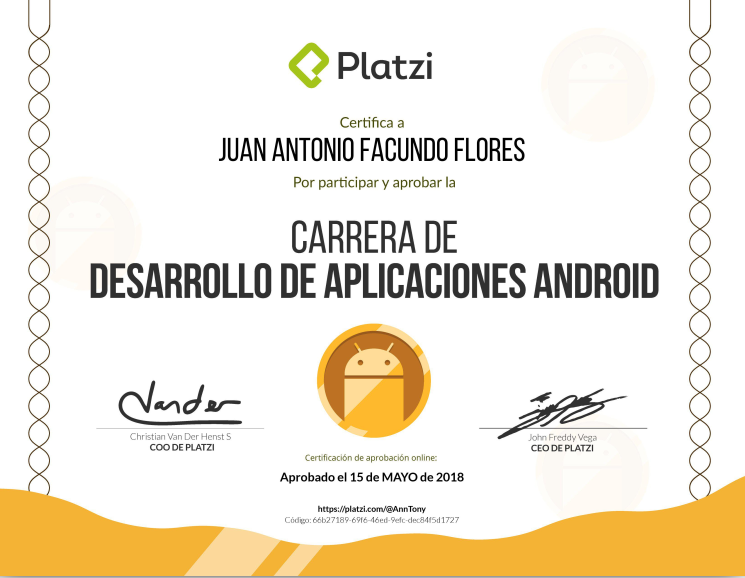 Platzi
Certifica a
JUAN ANTONIO FACUNDO FLORES
Por participar y aprobar la
CARRERA DE
DESARROLLO DE APLICACIONES ANDROID
Vander
Christian Van Der Henst S
COO DE PLATZI
John Freddy Vega
CEO DE PLATZI
Certificación de aprobación online:
Aprobado el 15 de MAYO de 2018
https://platzi.com/@AnnTony
Código: 66b27189-69f6-46ed-9efc-dec84f5d1727